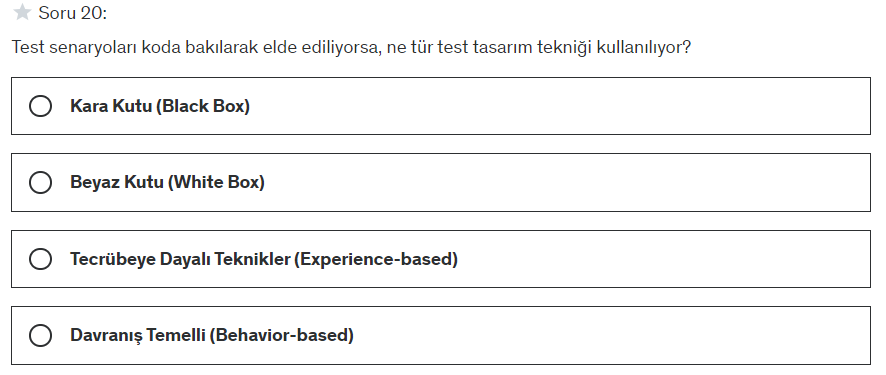 Soru 20:
Test senaryoları koda bakılarak elde ediliyorsa, ne tür test tasarım tekniği kullanılıyor?
Kara Kutu (Black Box)
Beyaz Kutu (White Box)
Tecrübeye Dayalı Teknikler (Experience-based)
Davranış Temelli (Behavior-based)